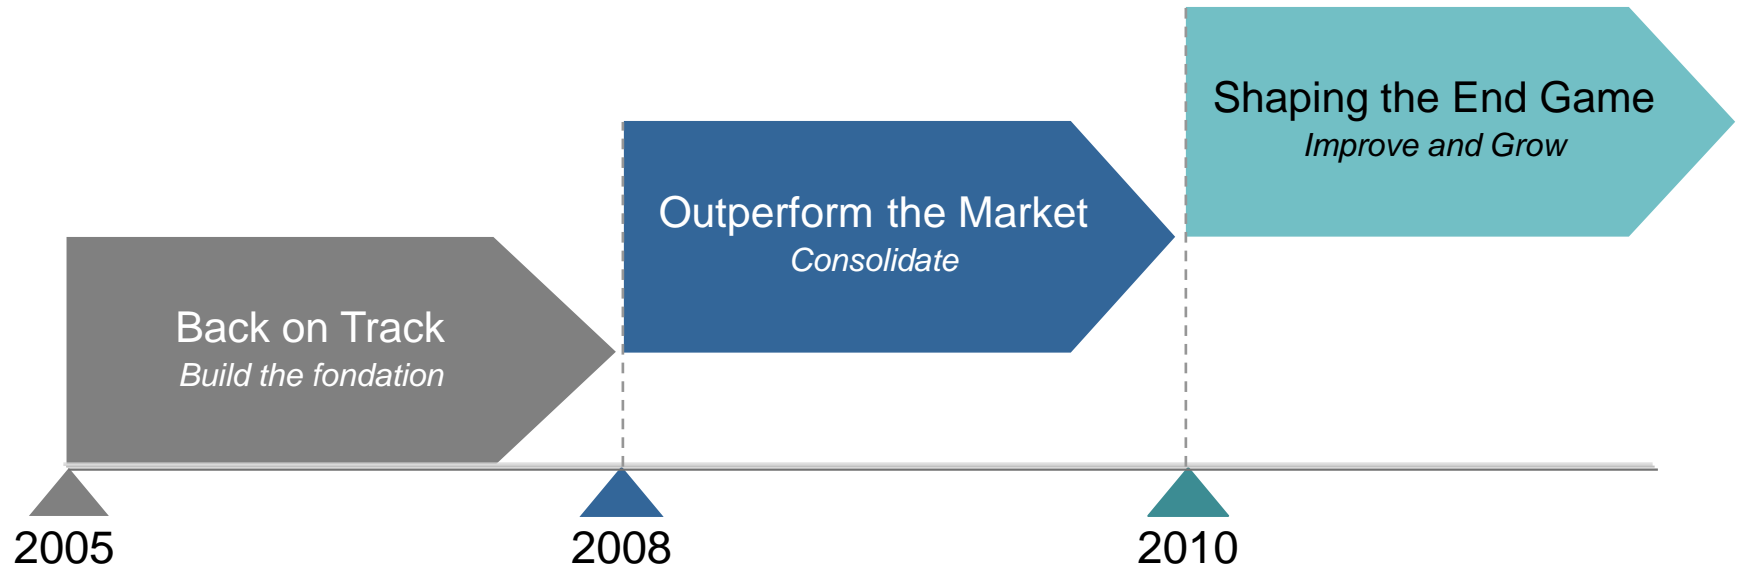 Shaping the End Game
Improve and Grow
Outperform the Market
Consolidate
Back on Track
Build the fondation
2005
2008
2010